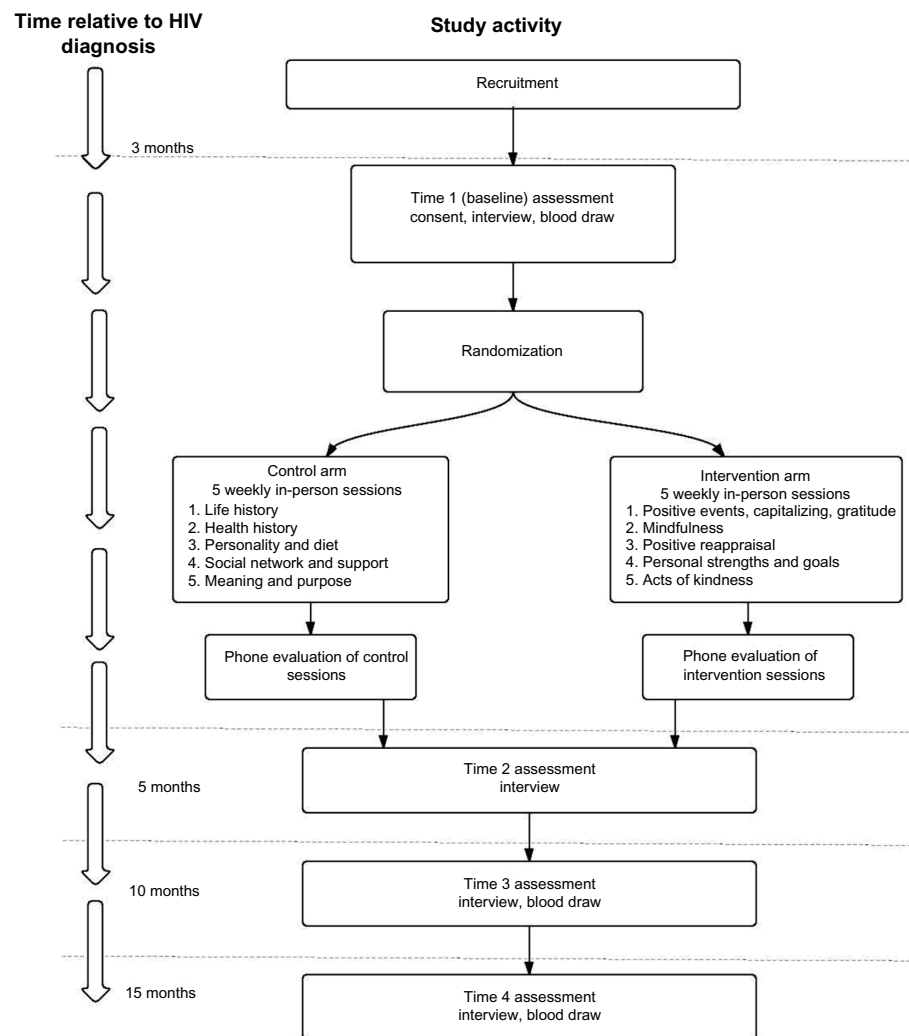 Time relative to HIV
diagnosis
Study activity
Recruitment
3 months
Time 1 (baseline) assessment
consent, interview, blood draw
Randomization
Control arm
5 weekly in-person sessions
1. Life history
2. Health history
3. Personality and diet
4. Social network and support
5. Meaning and purpose
Intervention arm
5 weekly in-person sessions
1. Positive events, capitalizing, gratitude
2. Mindfulness
3. Positive reappraisal
4. Personal strengths and goals
5. Acts of kindness
Phone evaluation of control
sessions
Phone evaluation of
intervention sessions
Time 2 assessment
interview
5 months
Time 3 assessment
interview, blood draw
10 months
Time 4 assessment
interview, blood draw
15 months